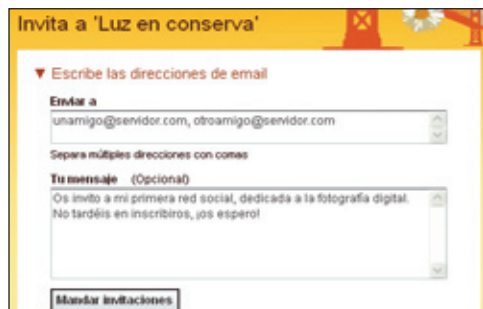 Invita a 'Luz en conserva'
▼ Escribe las direcciones de email
Enviar a
unamigo@servidor.com, otroamigo@servidor.com
Separa múltiples direcciones con comas
Tu mensaje (Opcional)
Os invito a mi primera red social, dedicada a la fotografía digital.
No tardéis en inscribiros, ¡os espero!
Mandar invitaciones